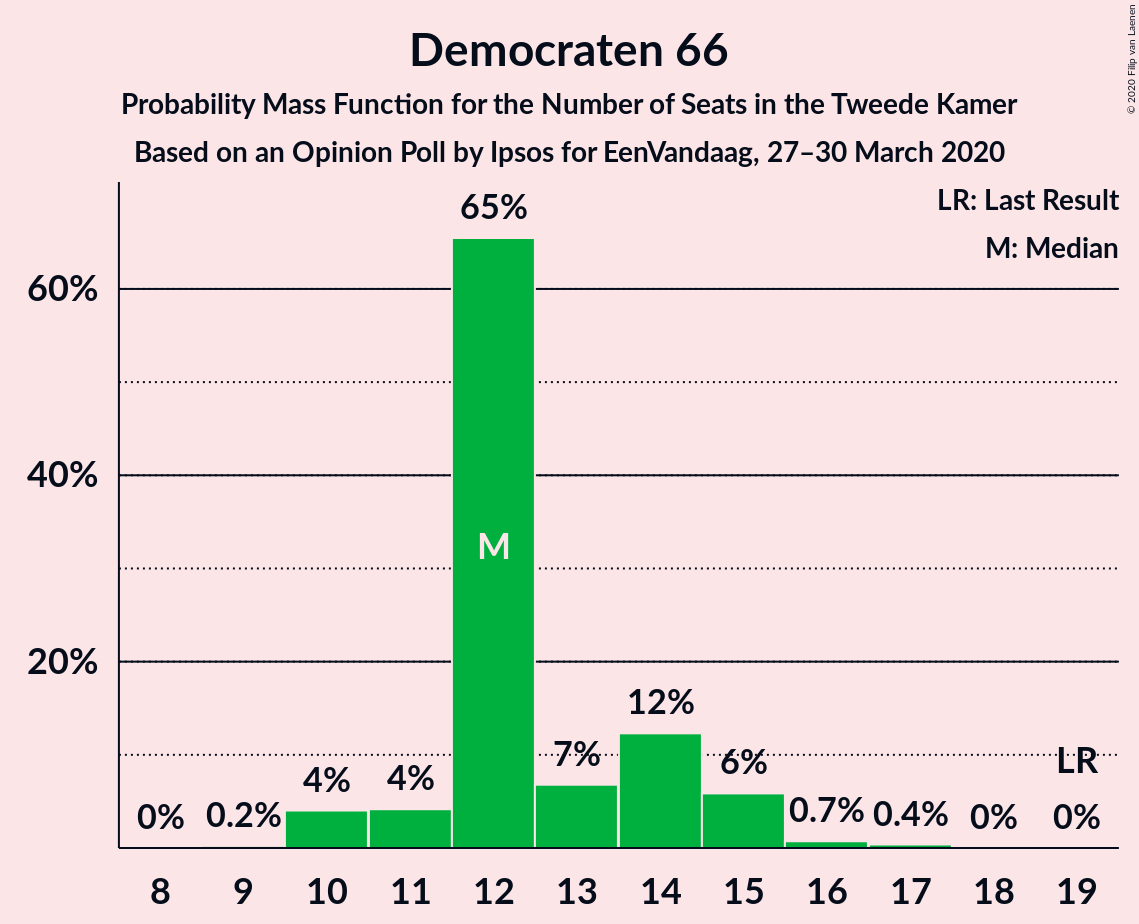 Democraten 66
Probability Mass Function for the Number of Seats in the Tweede Kamer
Based on an Opinion Poll by Ipsos for EenVandaag, 27–30 March 2020
© 2020 Filip van Laenen
LR: Last Result
M: Median
60%
40%
20%
0%
0.2%
4%
4%
65%
M
7%
12%
6%
0.7%
0.4%
0%
LR
0%
8 9 10 11 12 13 14 15 16 17 18 19